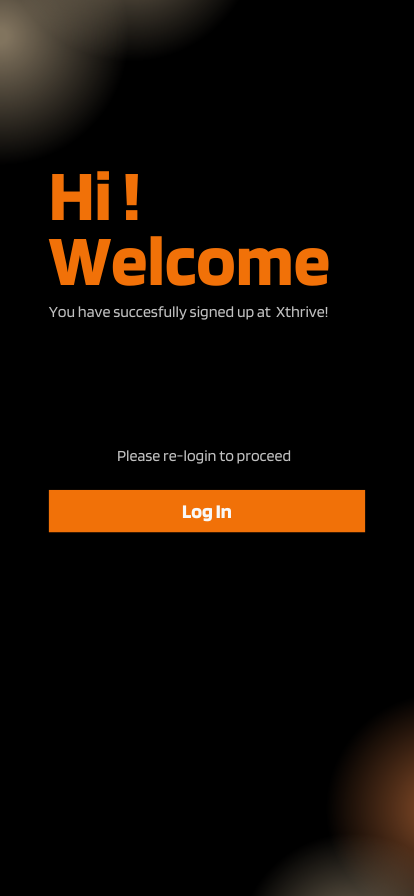 Hi !
Welcome
You have succesfully signed up at  Xthrive!
Please re-login to proceed
Log In